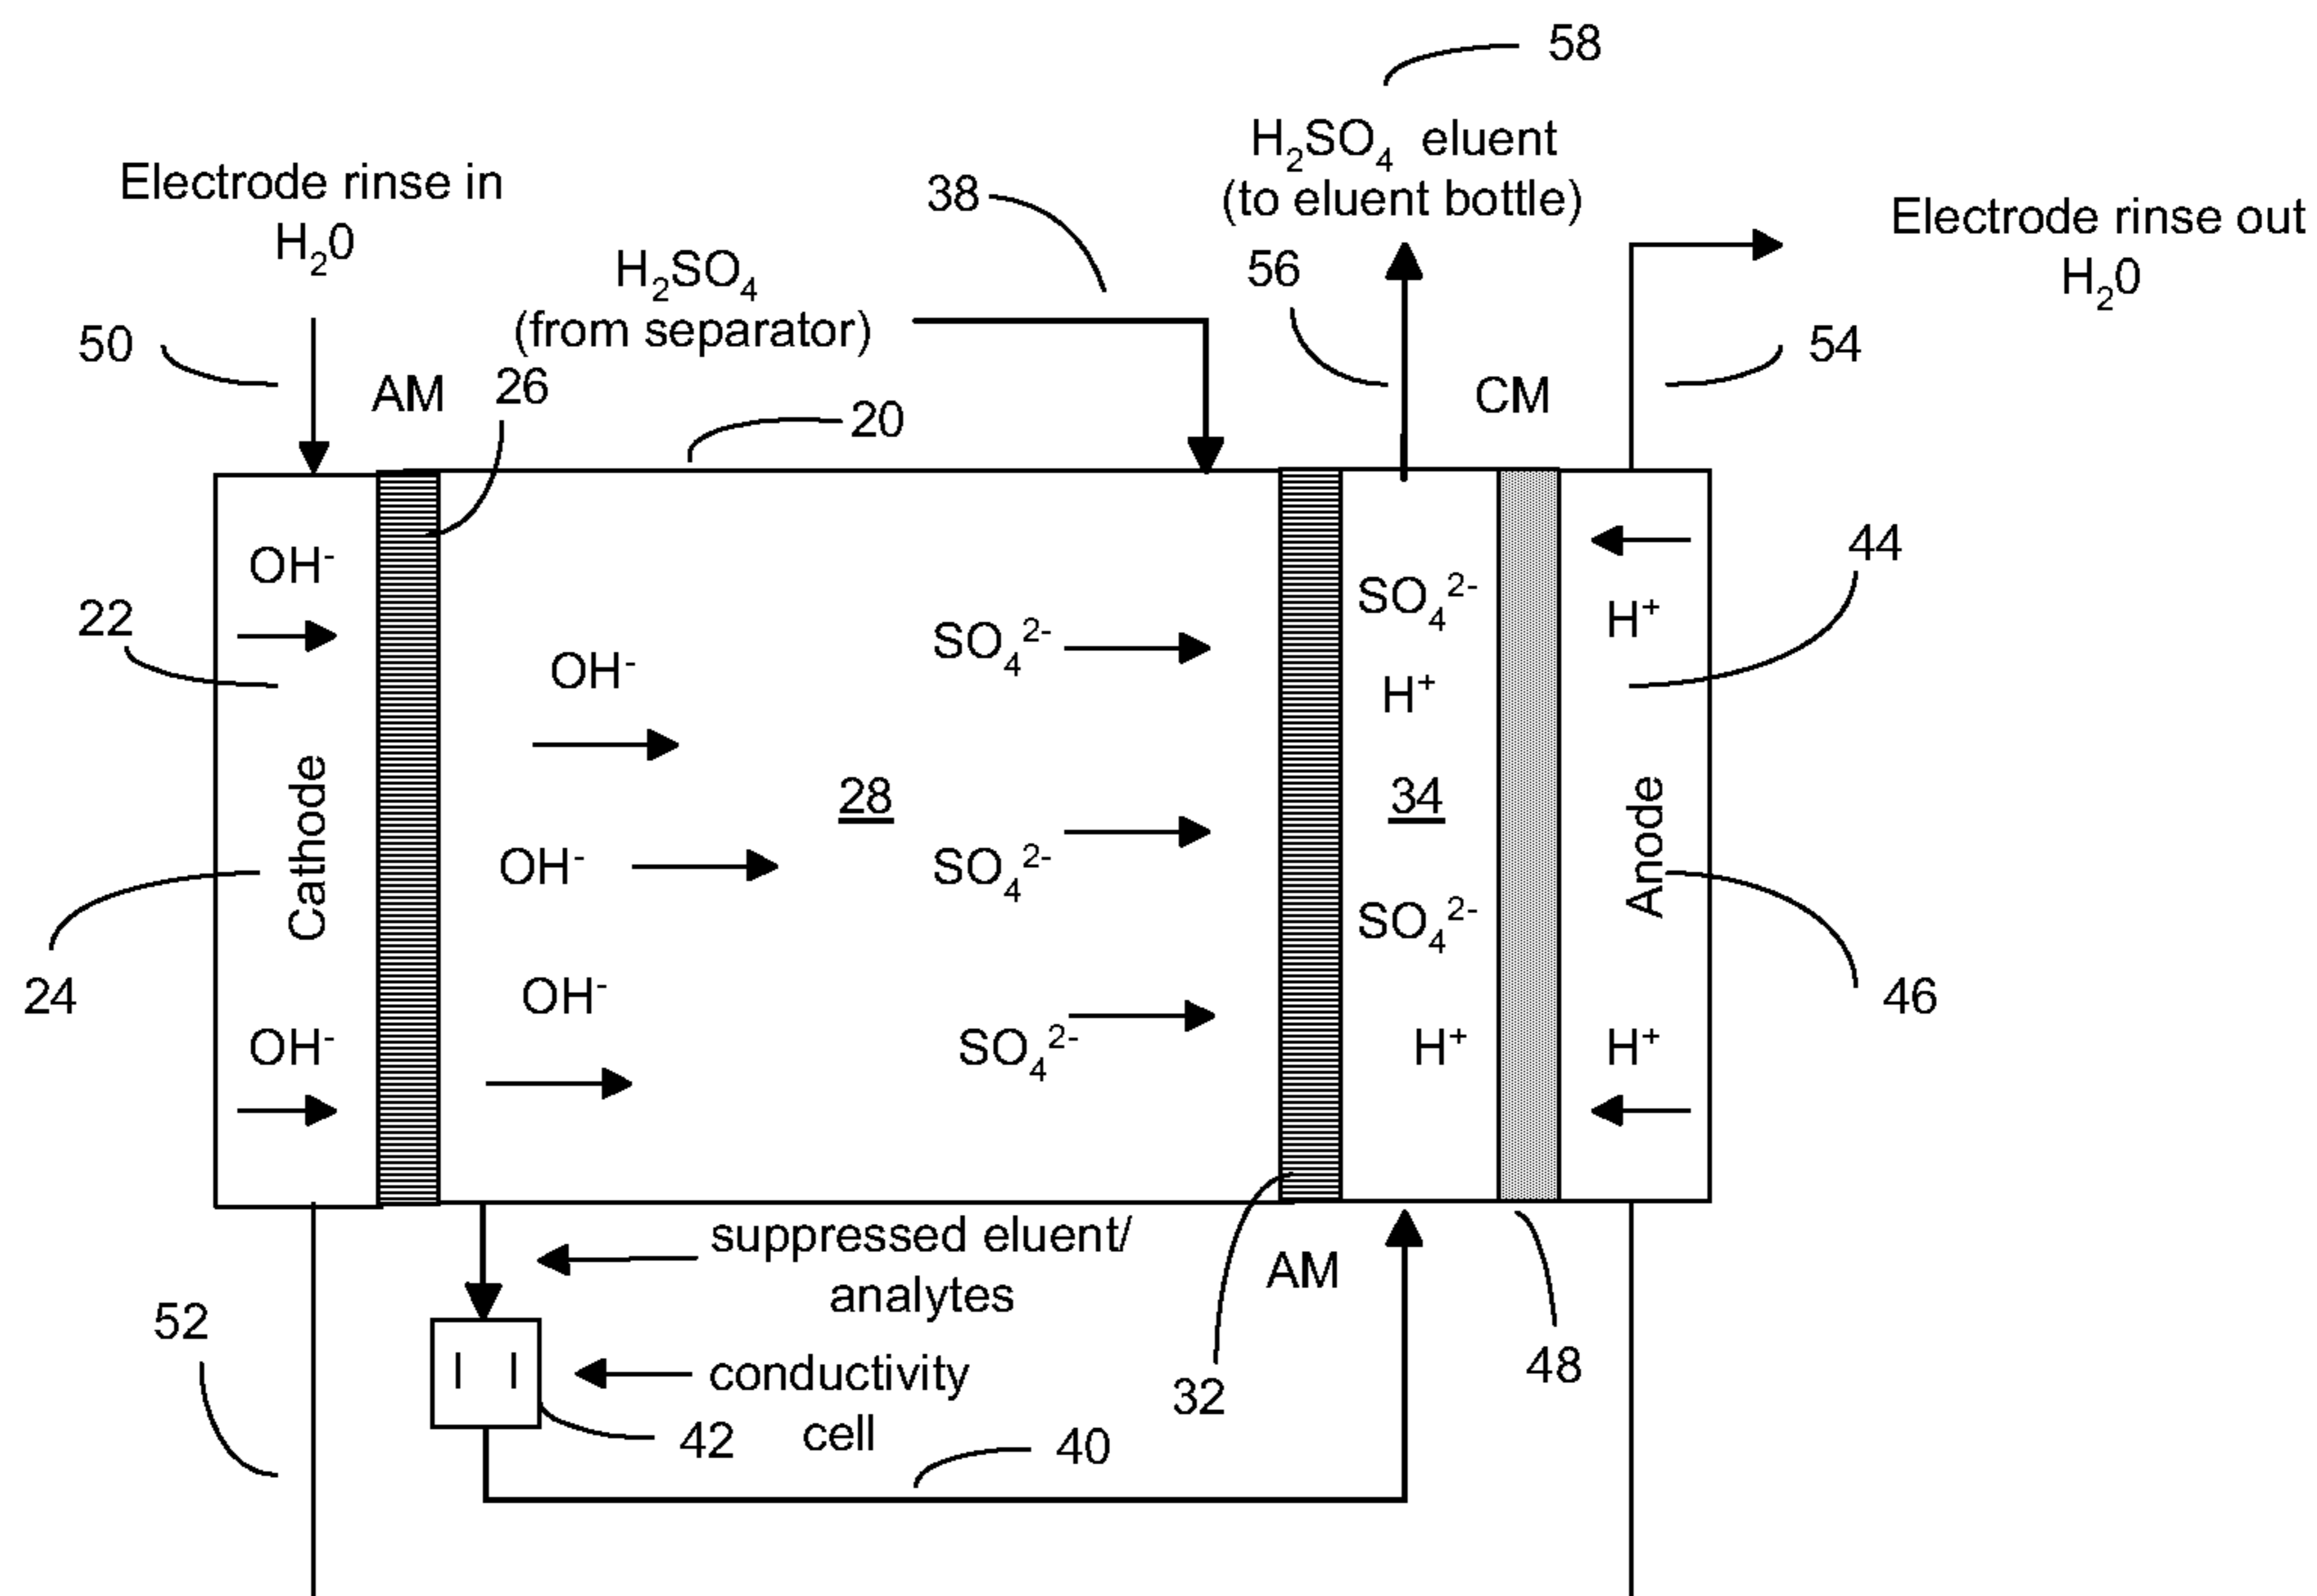 58
H₂SO₄ eluent
(to eluent bottle)
Electrode rinse in
H₂0
38
Electrode rinse out
H₂0
H₂SO₄
(from separator)
56
50
54
AM
26
CM
20
OH⁻
44
SO₄²⁻
H⁺
22
SO₄²⁻
OH⁻
H⁺
28
34
Cathode
Anode
OH⁻
SO₄²⁻
SO₄²⁻
24
OH⁻
46
OH⁻
SO₄²⁻
H⁺
H⁺
suppressed eluent/
analytes
AM
52
conductivity
cell
48
32
42
40